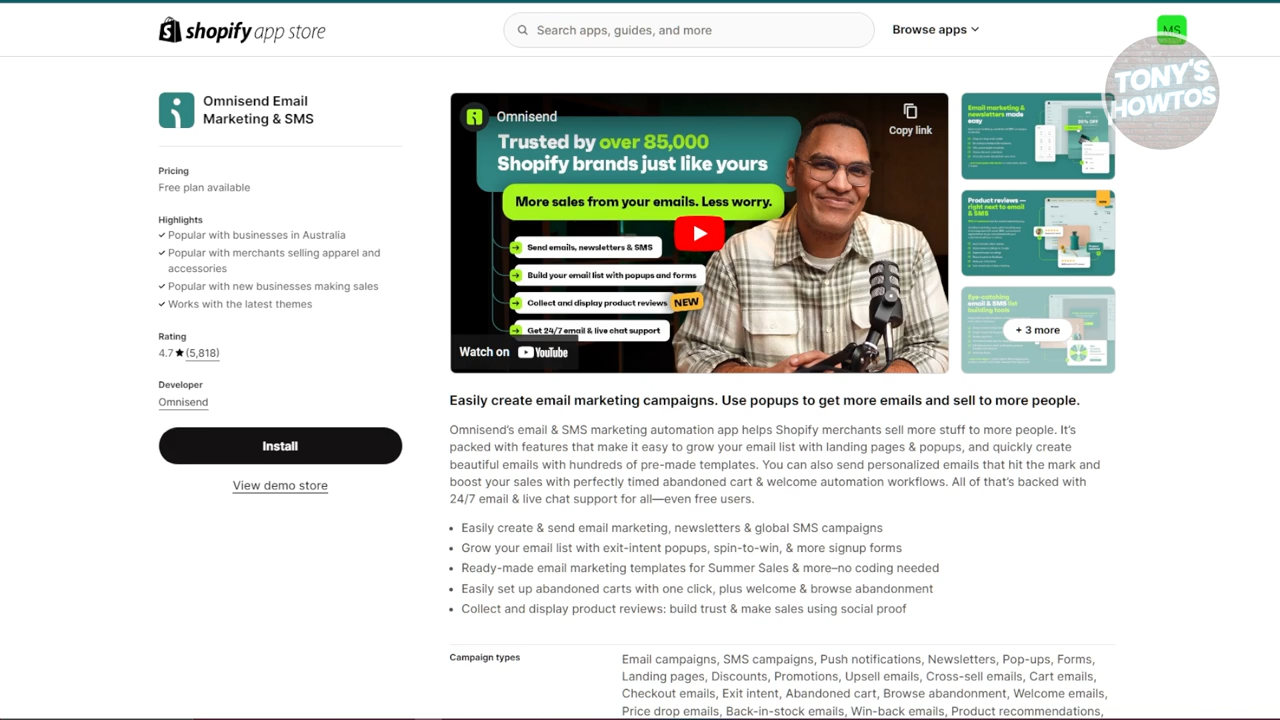 shopify app store
Search apps, guides, and more
Browse apps
MS
TONY'S
HOWTOS
Omnisend Email
Marketing & SMS
Pricing
Free plan available
Highlights
Popular with businesses in Australia
Popular with merchants selling apparel and
accessories
Popular with new businesses making sales
Works with the latest themes
Rating
4.7★ (5,818)
Developer
Omnisend
Install
View demo store
Omnisend
Copy link
Trusted by over 85,000
Shopify brands just like yours
More sales from your emails. Less worry.
Send emails, newsletters & SMS
Build your email list with popups and forms
Collect and display product reviews NEW
Get 24/7 email & live chat support
Watch on YouTube
Email marketing &
newsletters made
easy
Product reviews —
right next to email
& SMS
Eye-catching
email & SMS list
building tools
+ 3 more
Easily create email marketing campaigns. Use popups to get more emails and sell to more people.
Omnisend's email & SMS marketing automation app helps Shopify merchants sell more stuff to more people. It's
packed with features that make it easy to grow your email list with landing pages & popups, and quickly create
beautiful emails with hundreds of pre-made templates. You can also send personalized emails that hit the mark and
boost your sales with perfectly timed abandoned cart & welcome automation workflows. All of that's backed with
24/7 email & live chat support for all—even free users.
• Easily create & send email marketing, newsletters & global SMS campaigns
• Grow your email list with exit-intent popups, spin-to-win, & more signup forms
• Ready-made email marketing templates for Summer Sales & more–no coding needed
• Easily set up abandoned carts with one click, plus welcome & browse abandonment
• Collect and display product reviews: build trust & make sales using social proof
Campaign types
Email campaigns, SMS campaigns, Push notifications, Newsletters, Pop-ups, Forms,
Landing pages, Discounts, Promotions, Upsell emails, Cross-sell emails, Cart emails,
Checkout emails, Exit intent, Abandoned cart, Browse abandonment, Welcome emails,
Price drop emails, Back-in-stock emails, Win-back emails, Product recommendations,